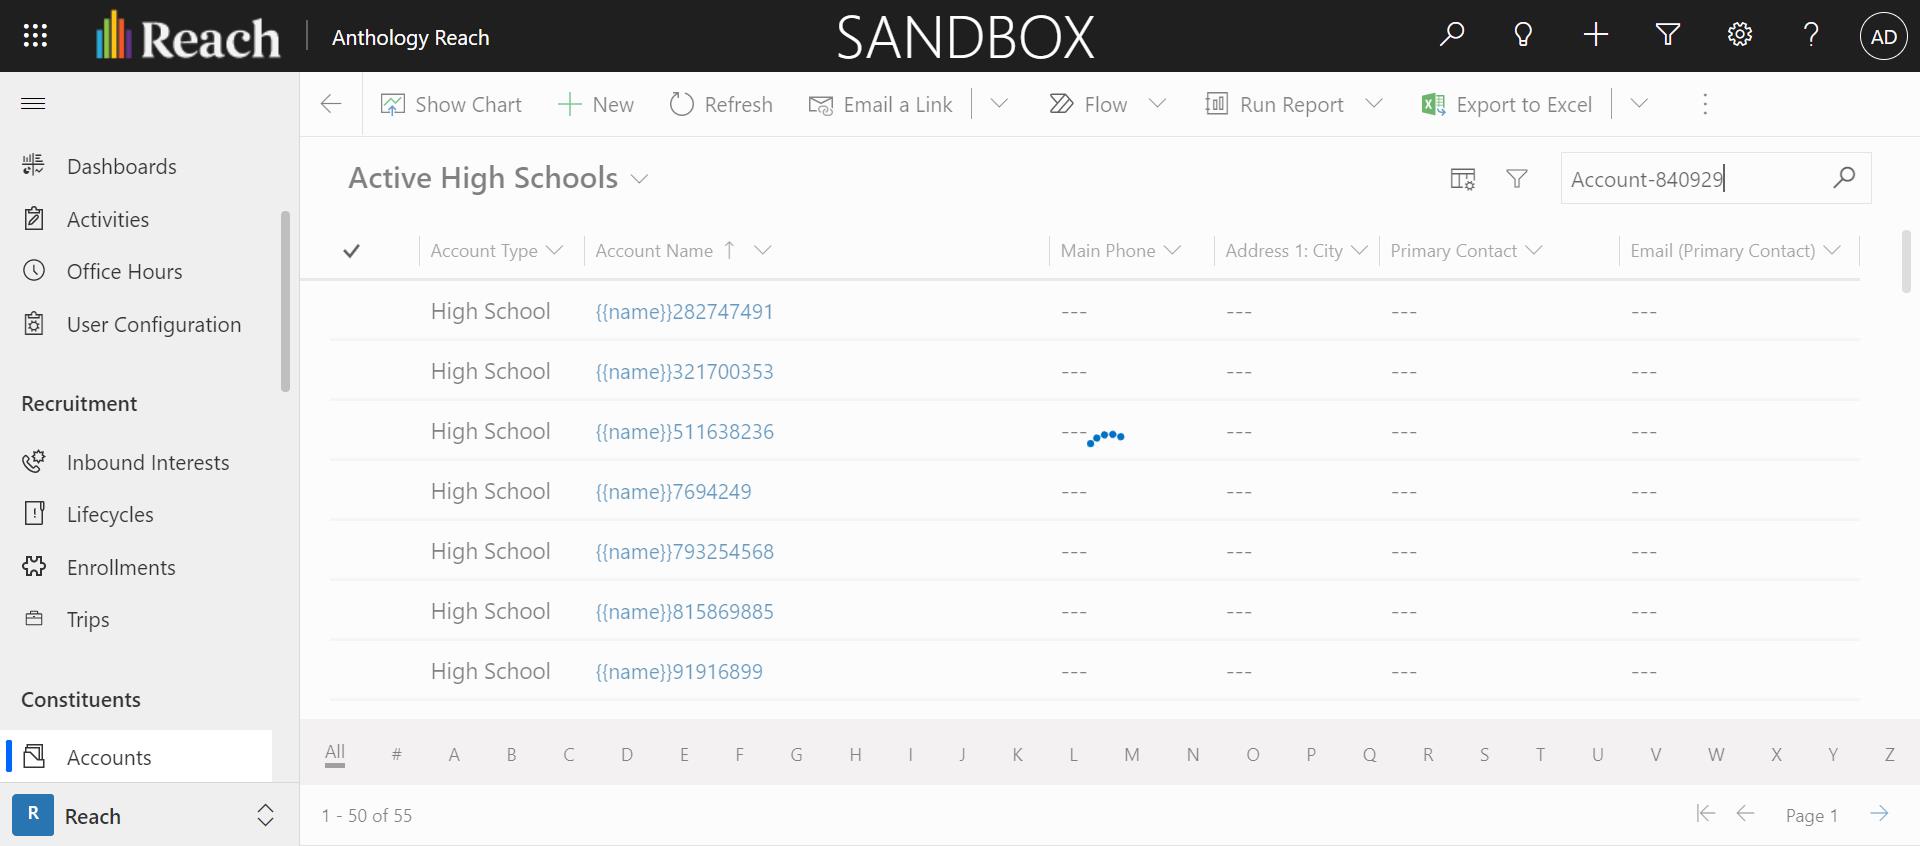 Reach Anthology Reach SANDBOX ? AD
Show Chart New Refresh Email a Link Flow Run Report Export to Excel
Dashboards
Activities
Office Hours
User Configuration
Recruitment
Inbound Interests
Lifecycles
Enrollments
Trips
Constituents
Accounts
R Reach
Active High Schools Account-840929
Account Type Account Name ↑ Main Phone Address 1: City Primary Contact Email (Primary Contact)
High School {{name}}282747491 --- --- --- ---
High School {{name}}321700353 --- --- --- ---
High School {{name}}511638236 --- --- --- ---
High School {{name}}7694249 --- --- --- ---
High School {{name}}793254568 --- --- --- ---
High School {{name}}815869885 --- --- --- ---
High School {{name}}91916899 --- --- --- ---
All # A B C D E F G H I J K L M N O P Q R S T U V W X Y Z
1 - 50 of 55 Page 1